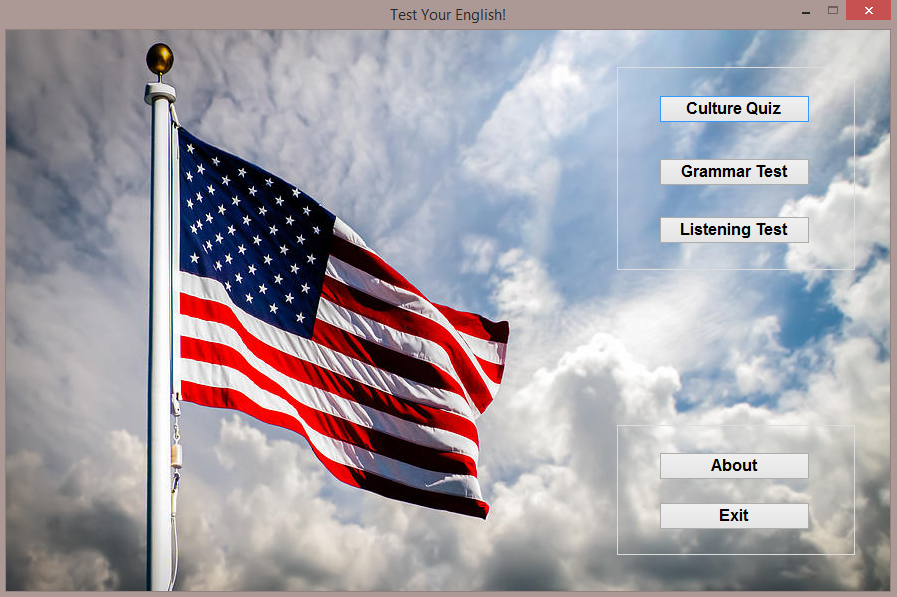 Test Your English!
Culture Quiz
Grammar Test
Listening Test
About
Exit